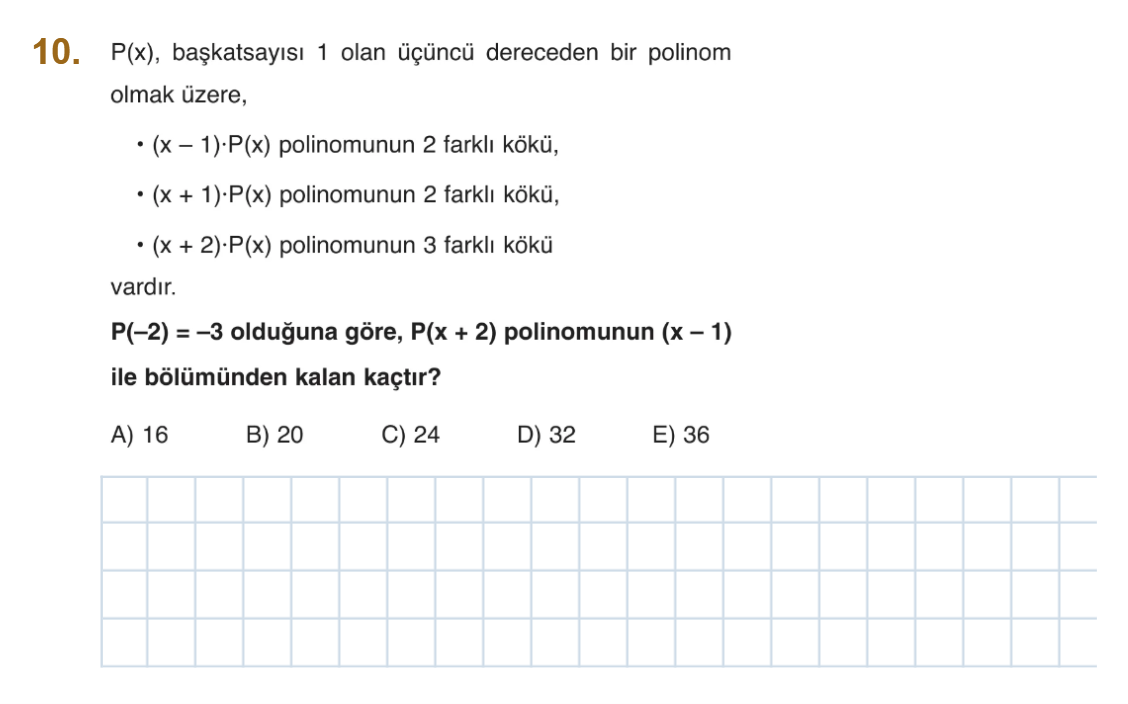 10. P(x), başkatsayısı 1 olan üçüncü dereceden bir polinom
olmak üzere,
• (x – 1)·P(x) polinomunun 2 farklı kökü,
• (x + 1)·P(x) polinomunun 2 farklı kökü,
• (x + 2)·P(x) polinomunun 3 farklı kökü
vardır.
P(–2) = –3 olduğuna göre, P(x + 2) polinomunun (x – 1)
ile bölümünden kalan kaçtır?
A) 16 B) 20 C) 24 D) 32 E) 36